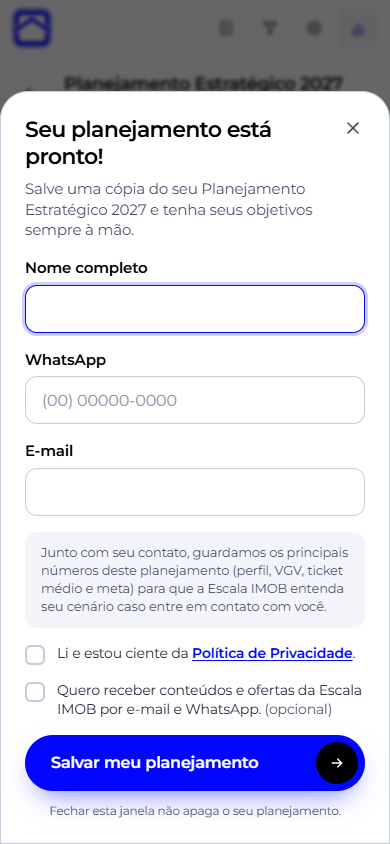 Planejamento Estratégico 2027
Seu planejamento está
pronto!
Salve uma cópia do seu Planejamento
Estratégico 2027 e tenha seus objetivos
sempre à mão.
Nome completo
WhatsApp
(00) 00000-0000
E-mail
Junto com seu contato, guardamos os principais
números deste planejamento (perfil, VGV, ticket
médio e meta) para que a Escala IMOB entenda
seu cenário caso entre em contato com você.
Li e estou ciente da Política de Privacidade.
Quero receber conteúdos e ofertas da Escala
IMOB por e-mail e WhatsApp. (opcional)
Salvar meu planejamento
Fechar esta janela não apaga o seu planejamento.